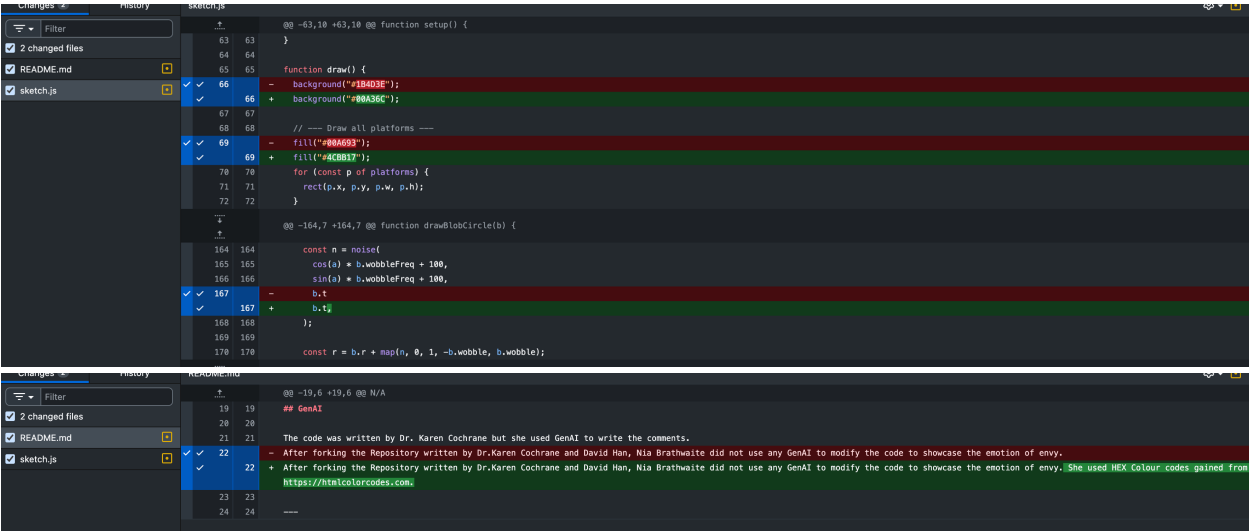 Changes 2 History sketch.js
Filter
2 changed files
README.md
sketch.js
@@ -63,10 +63,10 @@ function setup() {
63 63 }
64 64
65 65 function draw() {
66 - background("#1B4D3E");
66 + background("#00A36C");
67 67
68 68 // --- Draw all platforms ---
69 - fill("#00A693");
69 + fill("#4CBB17");
70 70 for (const p of platforms) {
71 71 rect(p.x, p.y, p.w, p.h);
72 72 }
@@ -164,7 +164,7 @@ function drawBlobCircle(b) {
164 164 const n = noise(
165 165 cos(a) * b.wobbleFreq + 100,
166 166 sin(a) * b.wobbleFreq + 100,
167 - b.t
167 + b.t,
168 168 );
169 169
170 170 const r = b.r + map(n, 0, 1, -b.wobble, b.wobble);
Changes 2 History README.md
Filter
2 changed files
README.md
sketch.js
@@ -19,6 +19,6 @@ N/A
19 19 ## GenAI
20 20
21 21 The code was written by Dr. Karen Cochrane but she used GenAI to write the comments.
22 - After forking the Repository written by Dr.Karen Cochrane and David Han, Nia Brathwaite did not use any GenAI to modify the code to showcase the emotion of envy.
22 + After forking the Repository written by Dr.Karen Cochrane and David Han, Nia Brathwaite did not use any GenAI to modify the code to showcase the emotion of envy. She used HEX Colour codes gained from
https://htmlcolorcodes.com.
23 23
24 24 ---